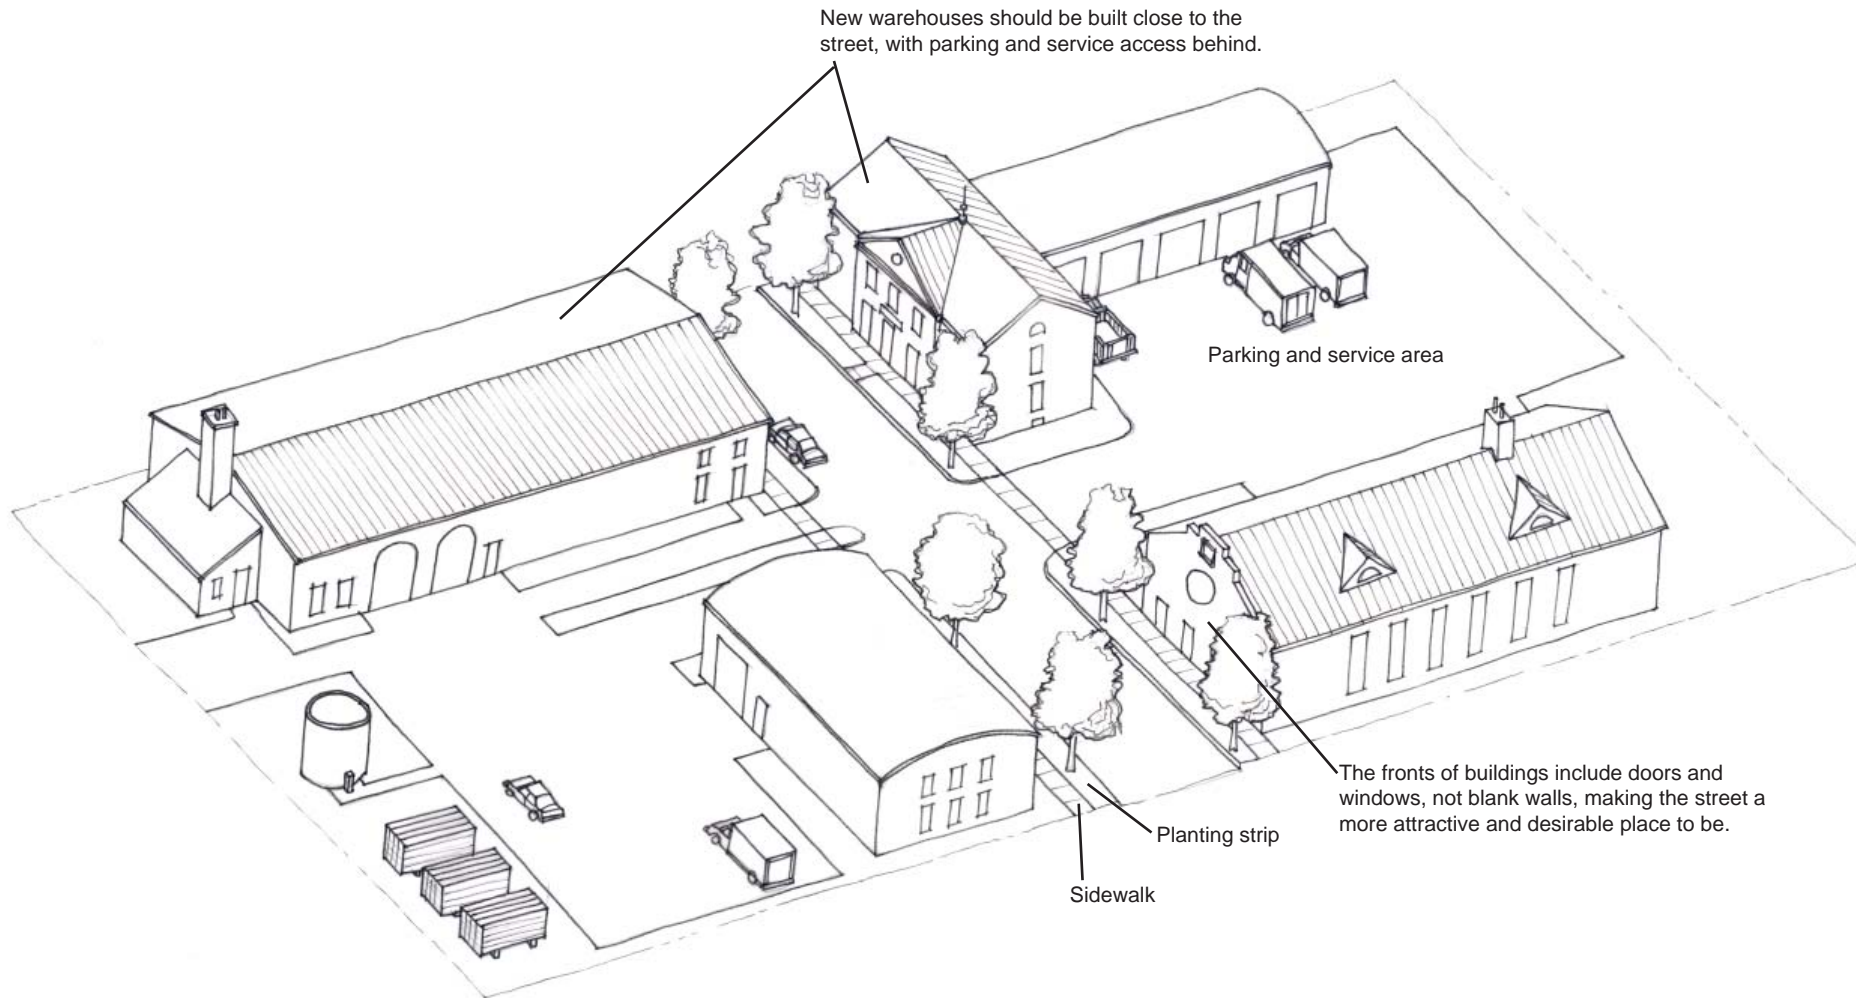 New warehouses should be built close to the
street, with parking and service access behind.
Parking and service area
The fronts of buildings include doors and
windows, not blank walls, making the street a
more attractive and desirable place to be.
Planting strip
Sidewalk